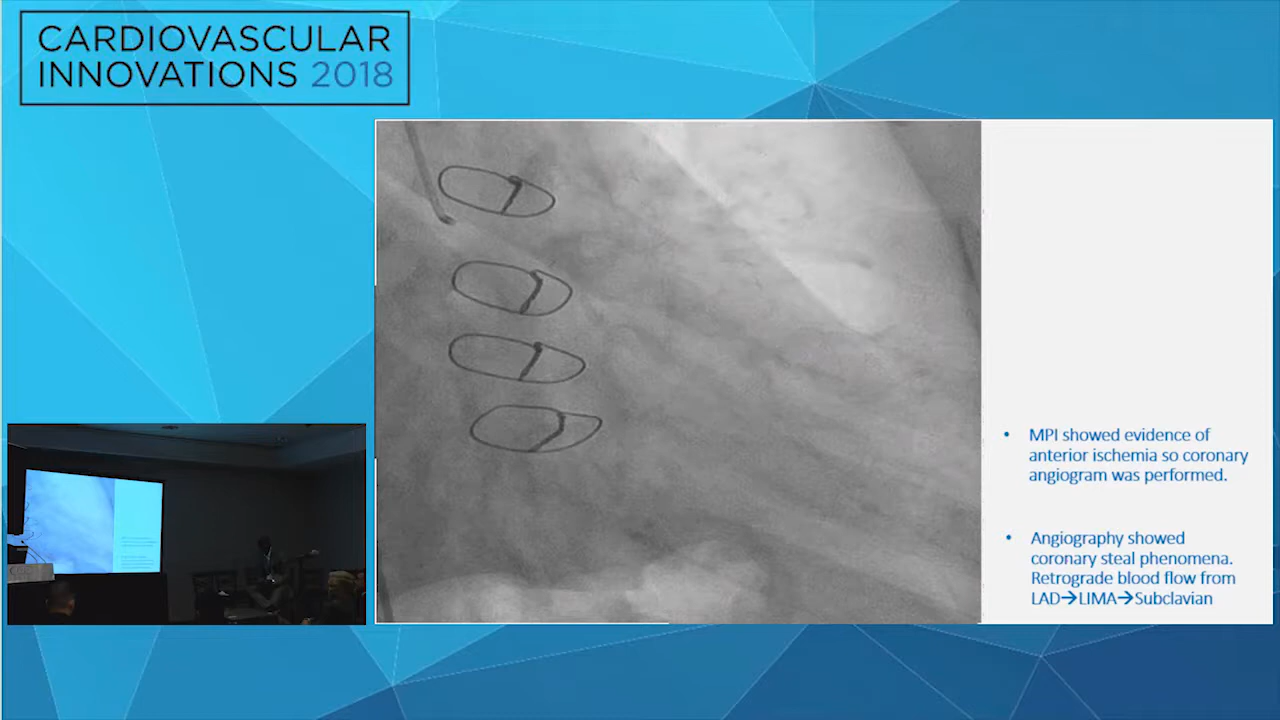 CARDIOVASCULAR
INNOVATIONS 2018
• MPI showed evidence of
anterior ischemia so coronary
angiogram was performed.
• Angiography showed
coronary steal phenomena.
Retrograde blood flow from
LAD→LIMA→Subclavian